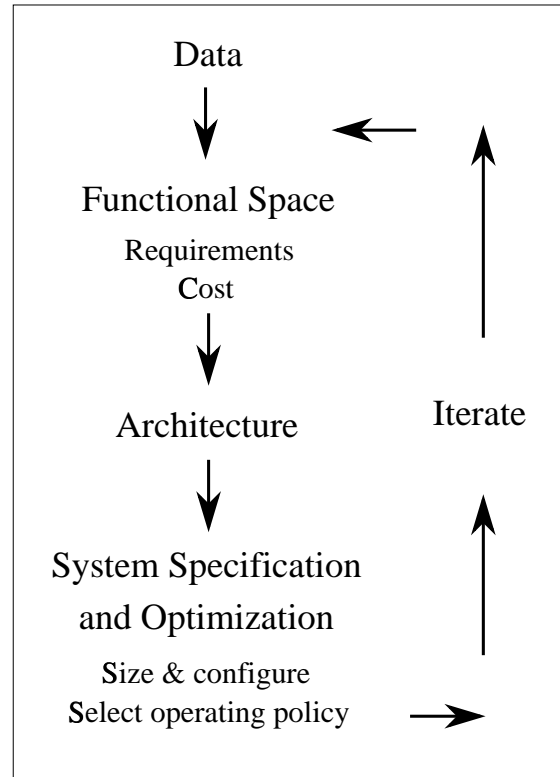 Data
Functional Space
Requirements
Cost
Architecture
Iterate
System Specification
and Optimization
Size & configure
Select operating policy